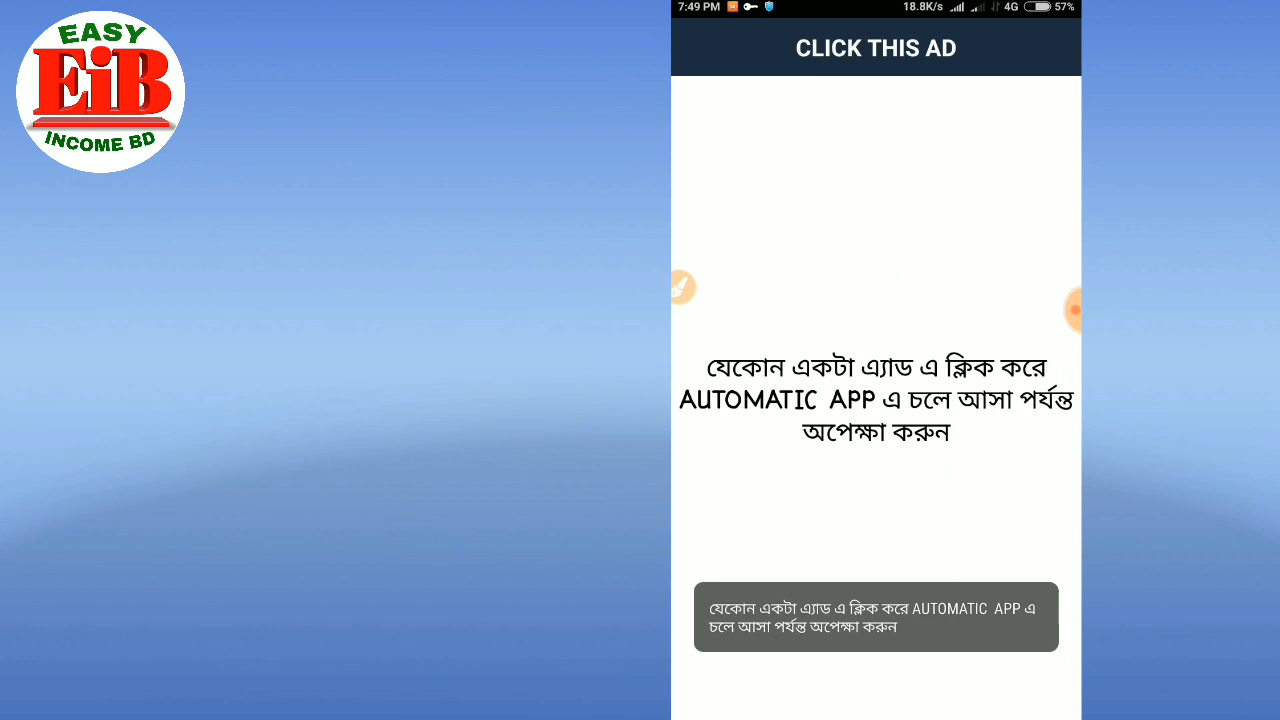 EASY
EiB
INCOME BD
7:49 PM
18.8K/s
4G
57%
CLICK THIS AD
যেকোন একটা এ্যাড এ ক্লিক করে
AUTOMATIC APP এ চলে আসা পর্যন্ত
অপেক্ষা করুন
যেকোন একটা এ্যাড এ ক্লিক করে AUTOMATIC APP এ
চলে আসা পর্যন্ত অপেক্ষা করুন